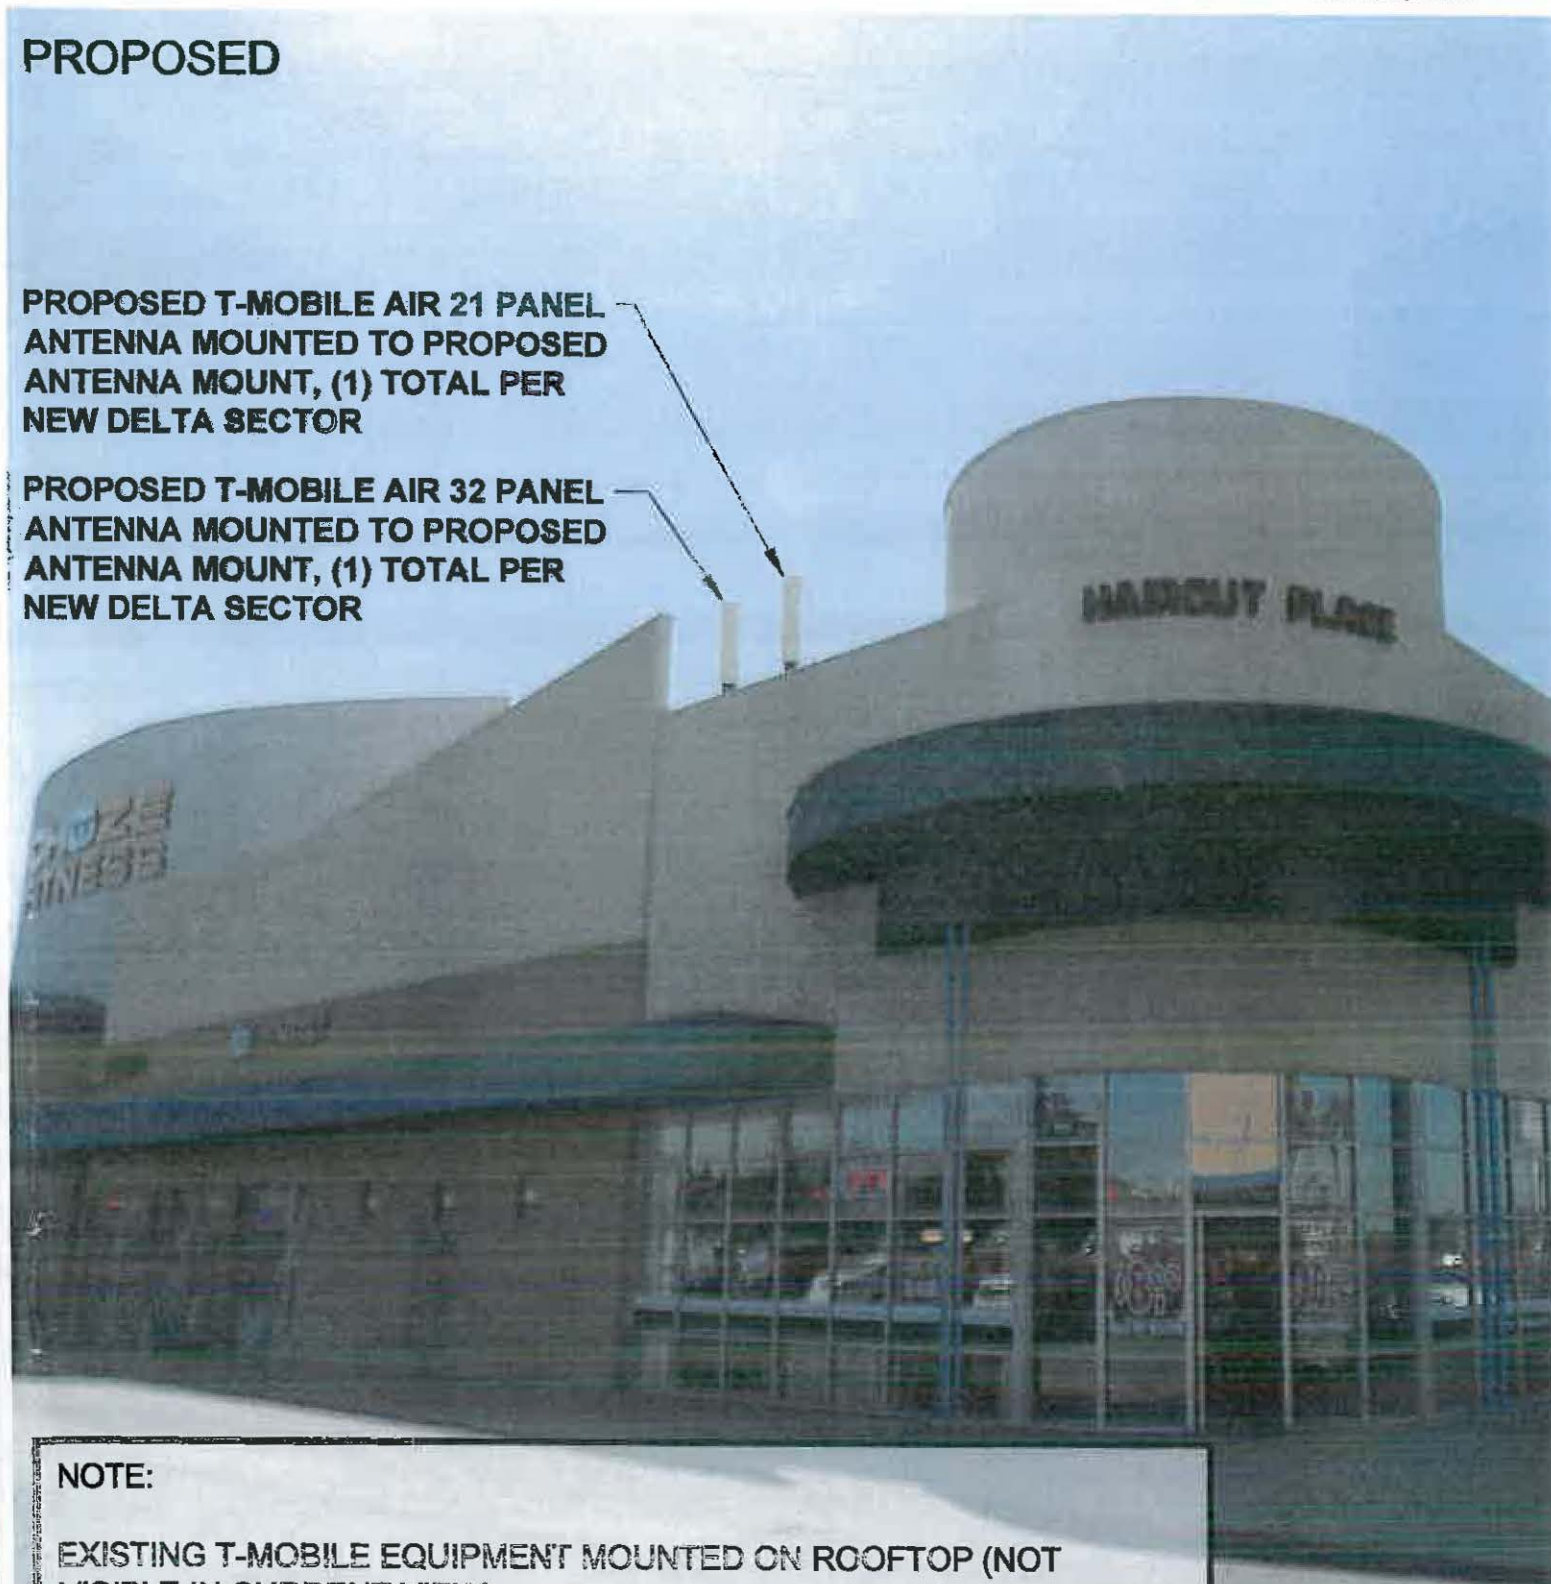 PROPOSED
PROPOSED T-MOBILE AIR 21 PANEL
ANTENNA MOUNTED TO PROPOSED
ANTENNA MOUNT, (1) TOTAL PER
NEW DELTA SECTOR
PROPOSED T-MOBILE AIR 32 PANEL
ANTENNA MOUNTED TO PROPOSED
ANTENNA MOUNT, (1) TOTAL PER
NEW DELTA SECTOR
HAIRCUT PLACE
NOTE:
EXISTING T-MOBILE EQUIPMENT MOUNTED ON ROOFTOP (NOT